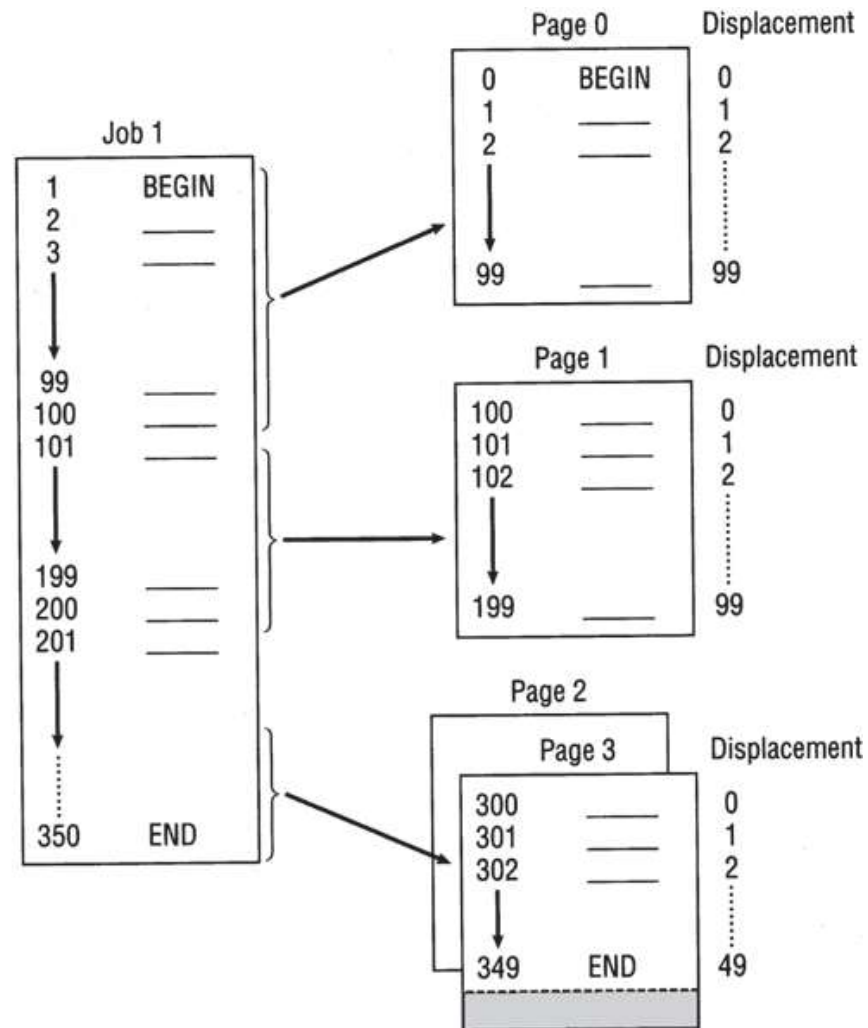 Job 1
1 BEGIN
2
3
99
100
101
199
200
201
350 END
Page 0 Displacement
0 BEGIN 0
1 1
2 2
99 99
Page 1 Displacement
100 0
101 1
102 2
199 99
Page 2
Page 3 Displacement
300 0
301 1
302 2
349 END 49